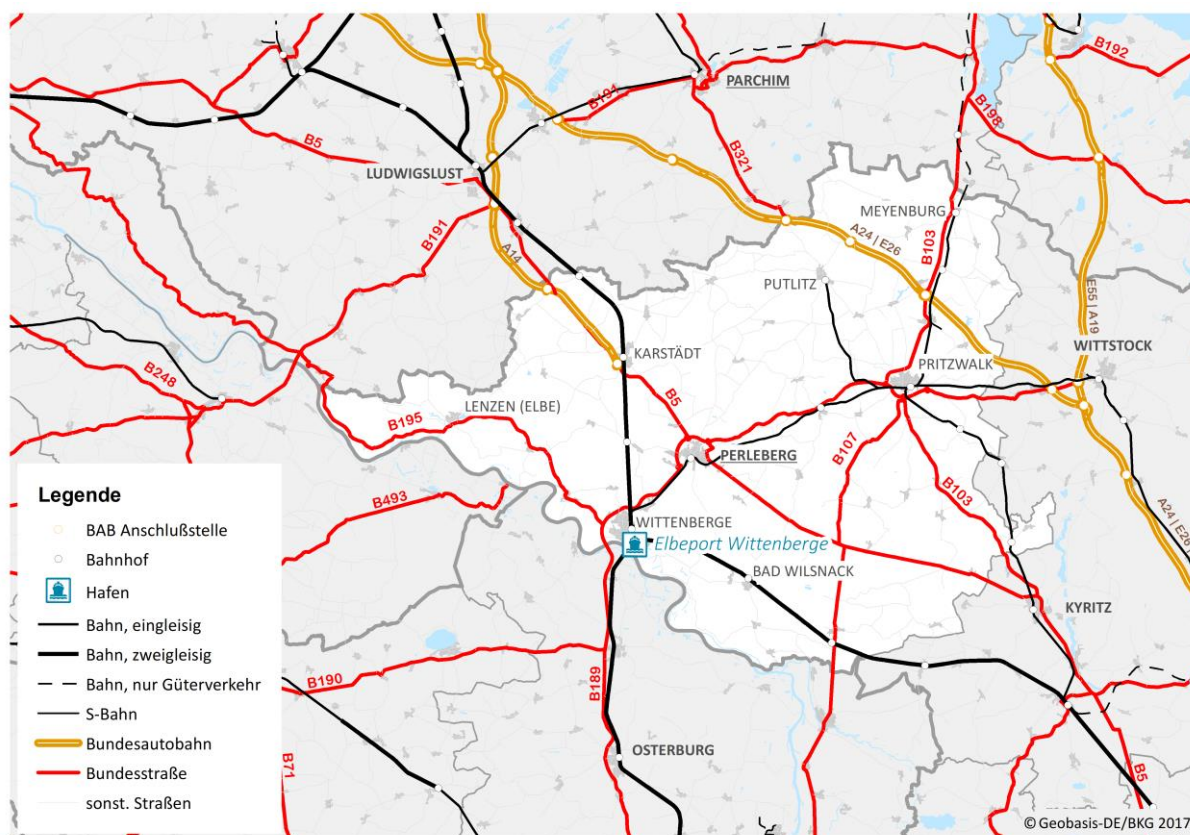 B192
PARCHIM
B191
B198
B5
B321
LUDWIGSLUST
MEYENBURG
B191
A24 | E26
B103
A14
PUTLITZ
E55 | A19
WITTSTOCK
KARSTÄDT
PRITZWALK
B248
B5
LENZEN (ELBE)
B195
PERLEBERG
B107
B493
B103
A24 | E26
WITTENBERGE
Elbeport Wittenberge
BAD WILSNACK
KYRITZ
B190
B189
OSTERBURG
B71
B5
Legende
BAB Anschlußstelle
Bahnhof
Hafen
Bahn, eingleisig
Bahn, zweigleisig
Bahn, nur Güterverkehr
S-Bahn
Bundesautobahn
Bundesstraße
sonst. Straßen
© Geobasis-DE/BKG 2017